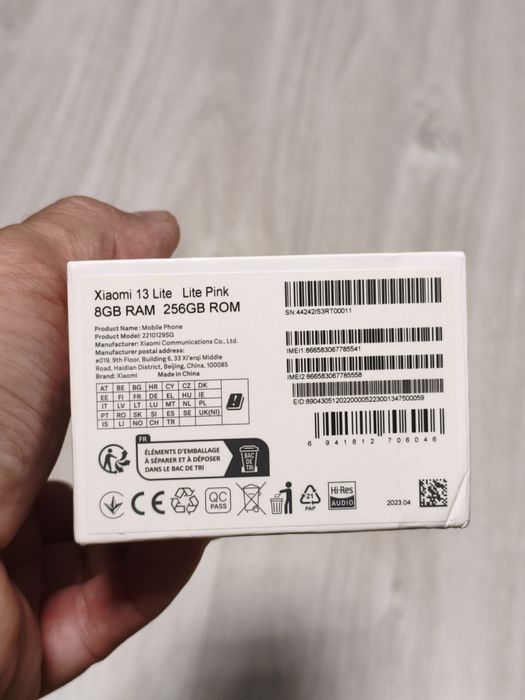 Xiaomi 13 Lite Lite Pink
8GB RAM 256GB ROM
Product Name: Mobile Phone
Product Model: 2210129SG
Manufacturer: Xiaomi Communications Co., Ltd.
Manufacturer postal address:
#019, 9th Floor, Building 6, 33 Xi'erqi Middle
Road, Haidian District, Beijing, China, 100085
Brand: Xiaomi Made in China
AT BE BG HR CY CZ DK
EE FI FR DE EL HU IE
IT LV LT LU MT NL PL
PT RO SK SI ES SE UK(NI)
IS LI NO CH TR
SN:44242/S3RT00011
IMEI1:866583067785541
IMEI2:866583067785558
EID:89043051202200005223001347500059
6 941812 706046
FR
ÉLÉMENTS D'EMBALLAGE
À SÉPARER ET À DÉPOSER
DANS LE BAC DE TRI
BAC
DE
TRI
CE
QC
PASS
21
PAP
Hi-Res
AUDIO
2023.04